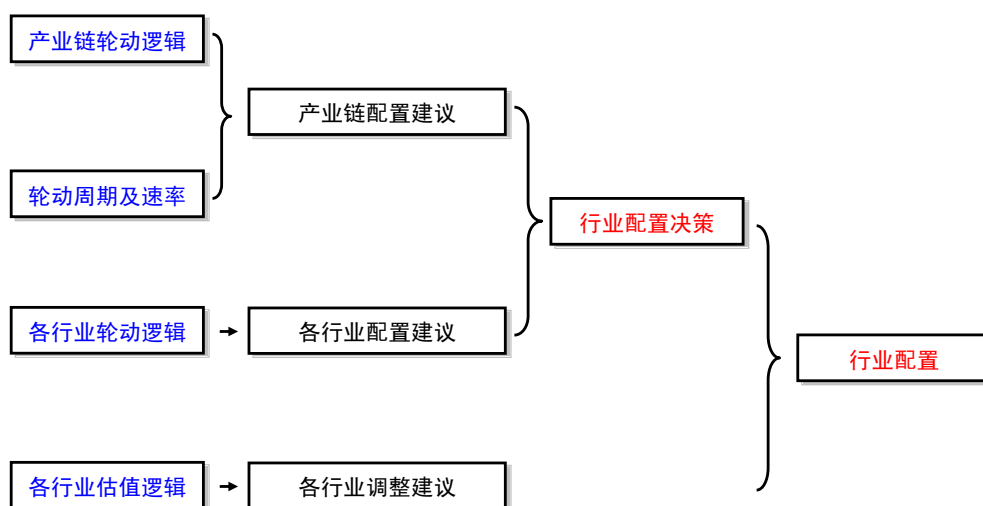 产业链轮动逻辑
产业链配置建议
轮动周期及速率
行业配置决策
各行业轮动逻辑
各行业配置建议
行业配置
各行业估值逻辑
各行业调整建议